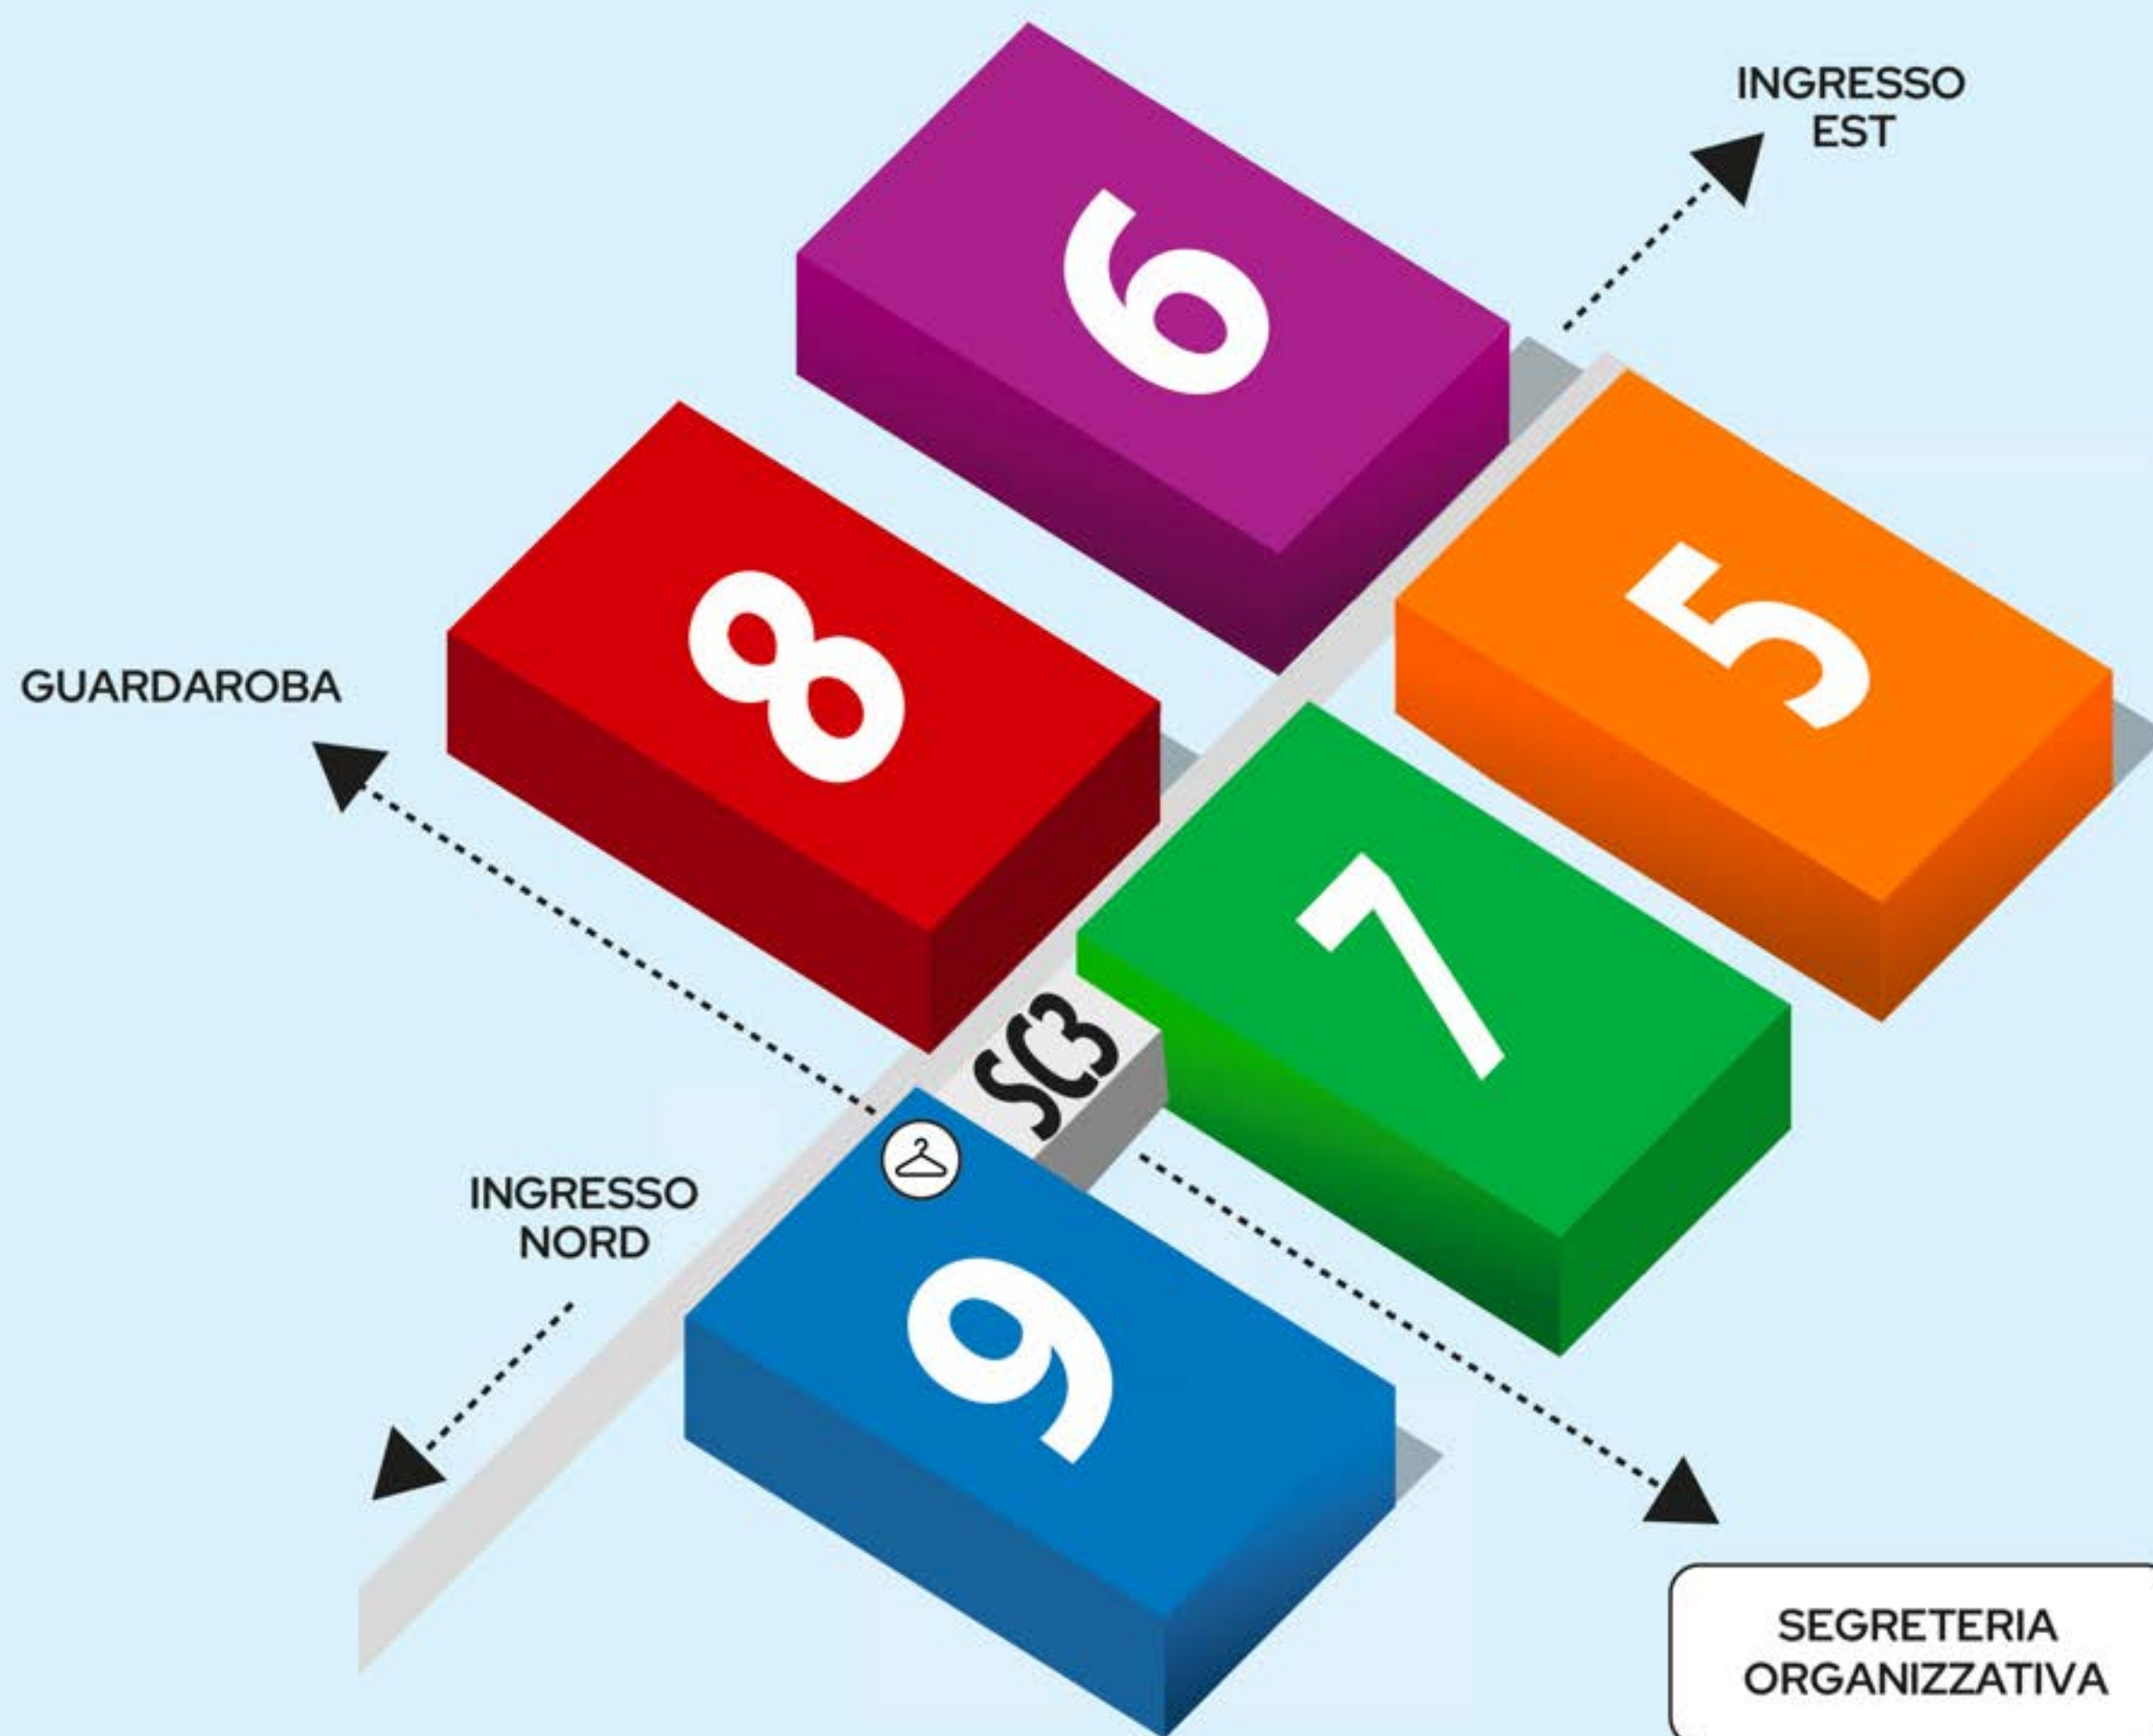 INGRESSO
EST
6
5
8
GUARDAROBA
7
SC3
INGRESSO
NORD
9
SEGRETERIA
ORGANIZZATIVA